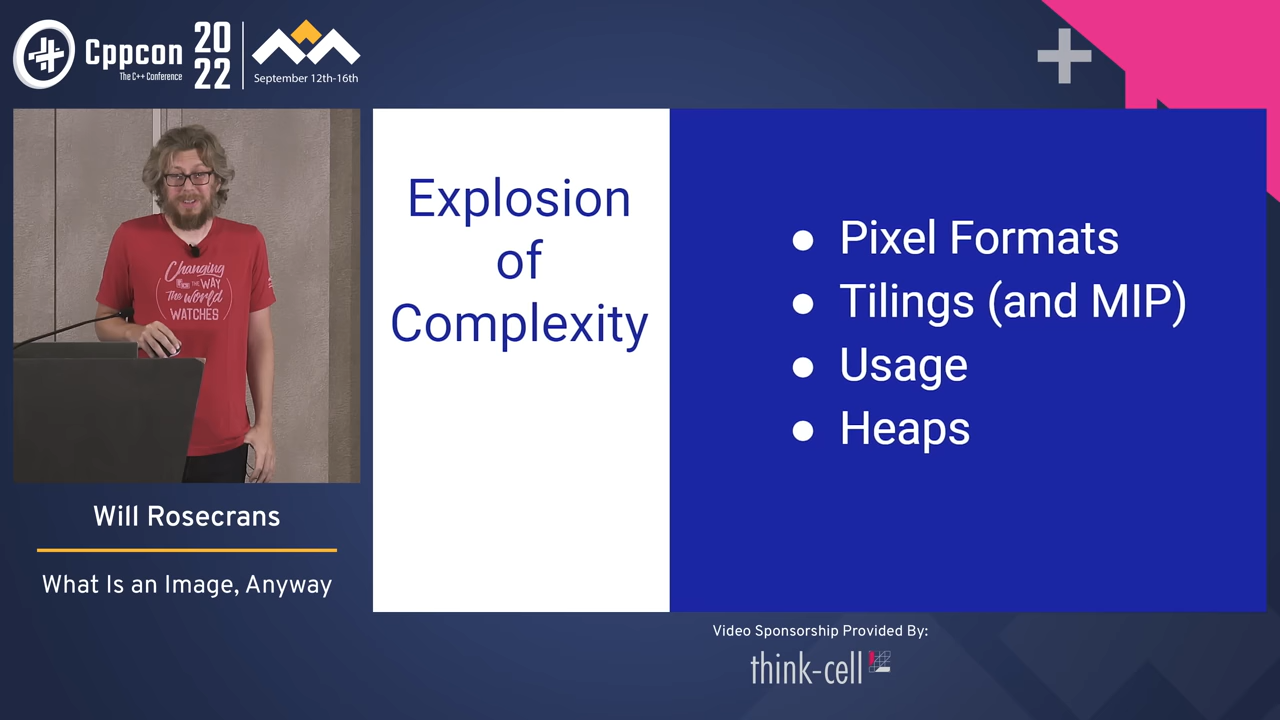 Cppcon
The C++ Conference
20
22
September 12th-16th
Changing
THE WAY
The world
WATCHES
Will Rosecrans
What Is an Image, Anyway
Explosion
of
Complexity
● Pixel Formats
● Tilings (and MIP)
● Usage
● Heaps
Video Sponsorship Provided By:
think-cell